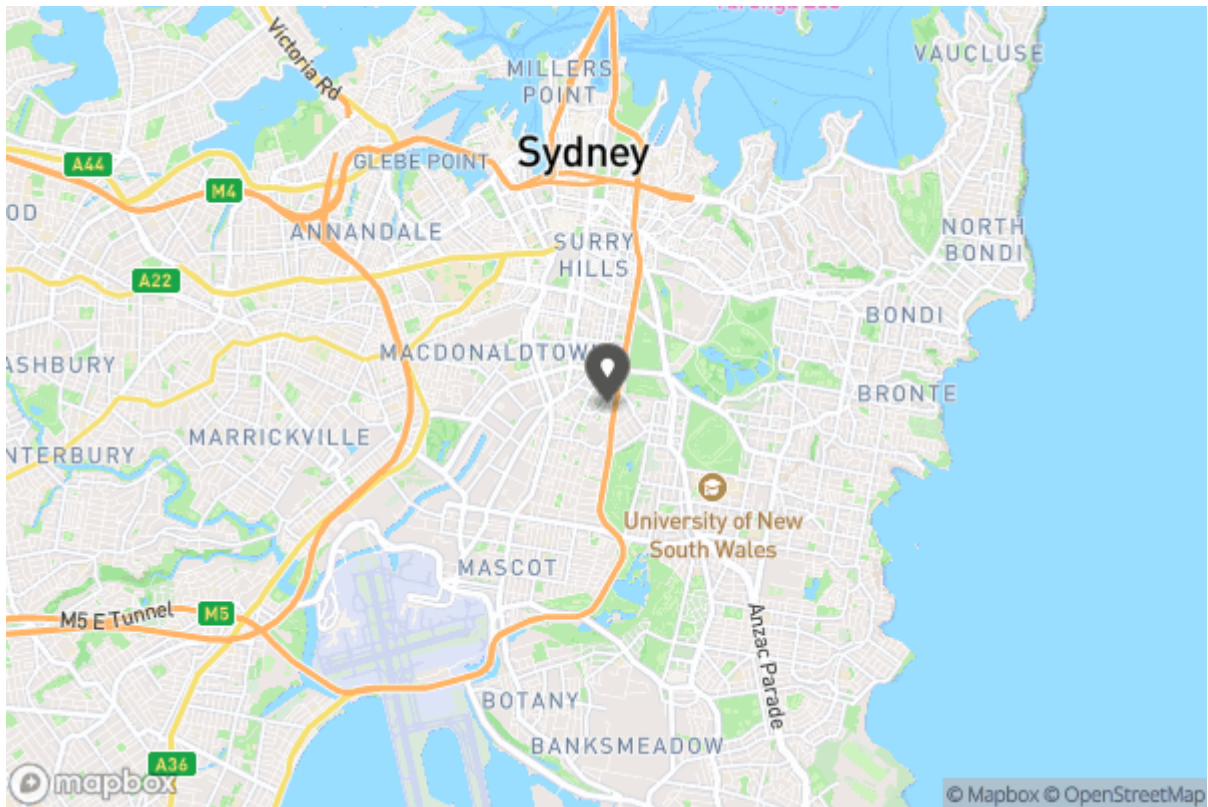 VAUCLUSE
Victoria Rd
MILLERS
POINT
Sydney
A44
GLEBE POINT
M4
ANNANDALE
SURRY
HILLS
NORTH
BONDI
A22
BONDI
MACDONALDTOW
ASHBURY
BRONTE
MARRICKVILLE
NTERBURY
University of New
South Wales
MASCOT
M5 E Tunnel
M5
Anzac Parade
BOTANY
BANKSMEADOW
A36
mapbox
© Mapbox © OpenStreetMap